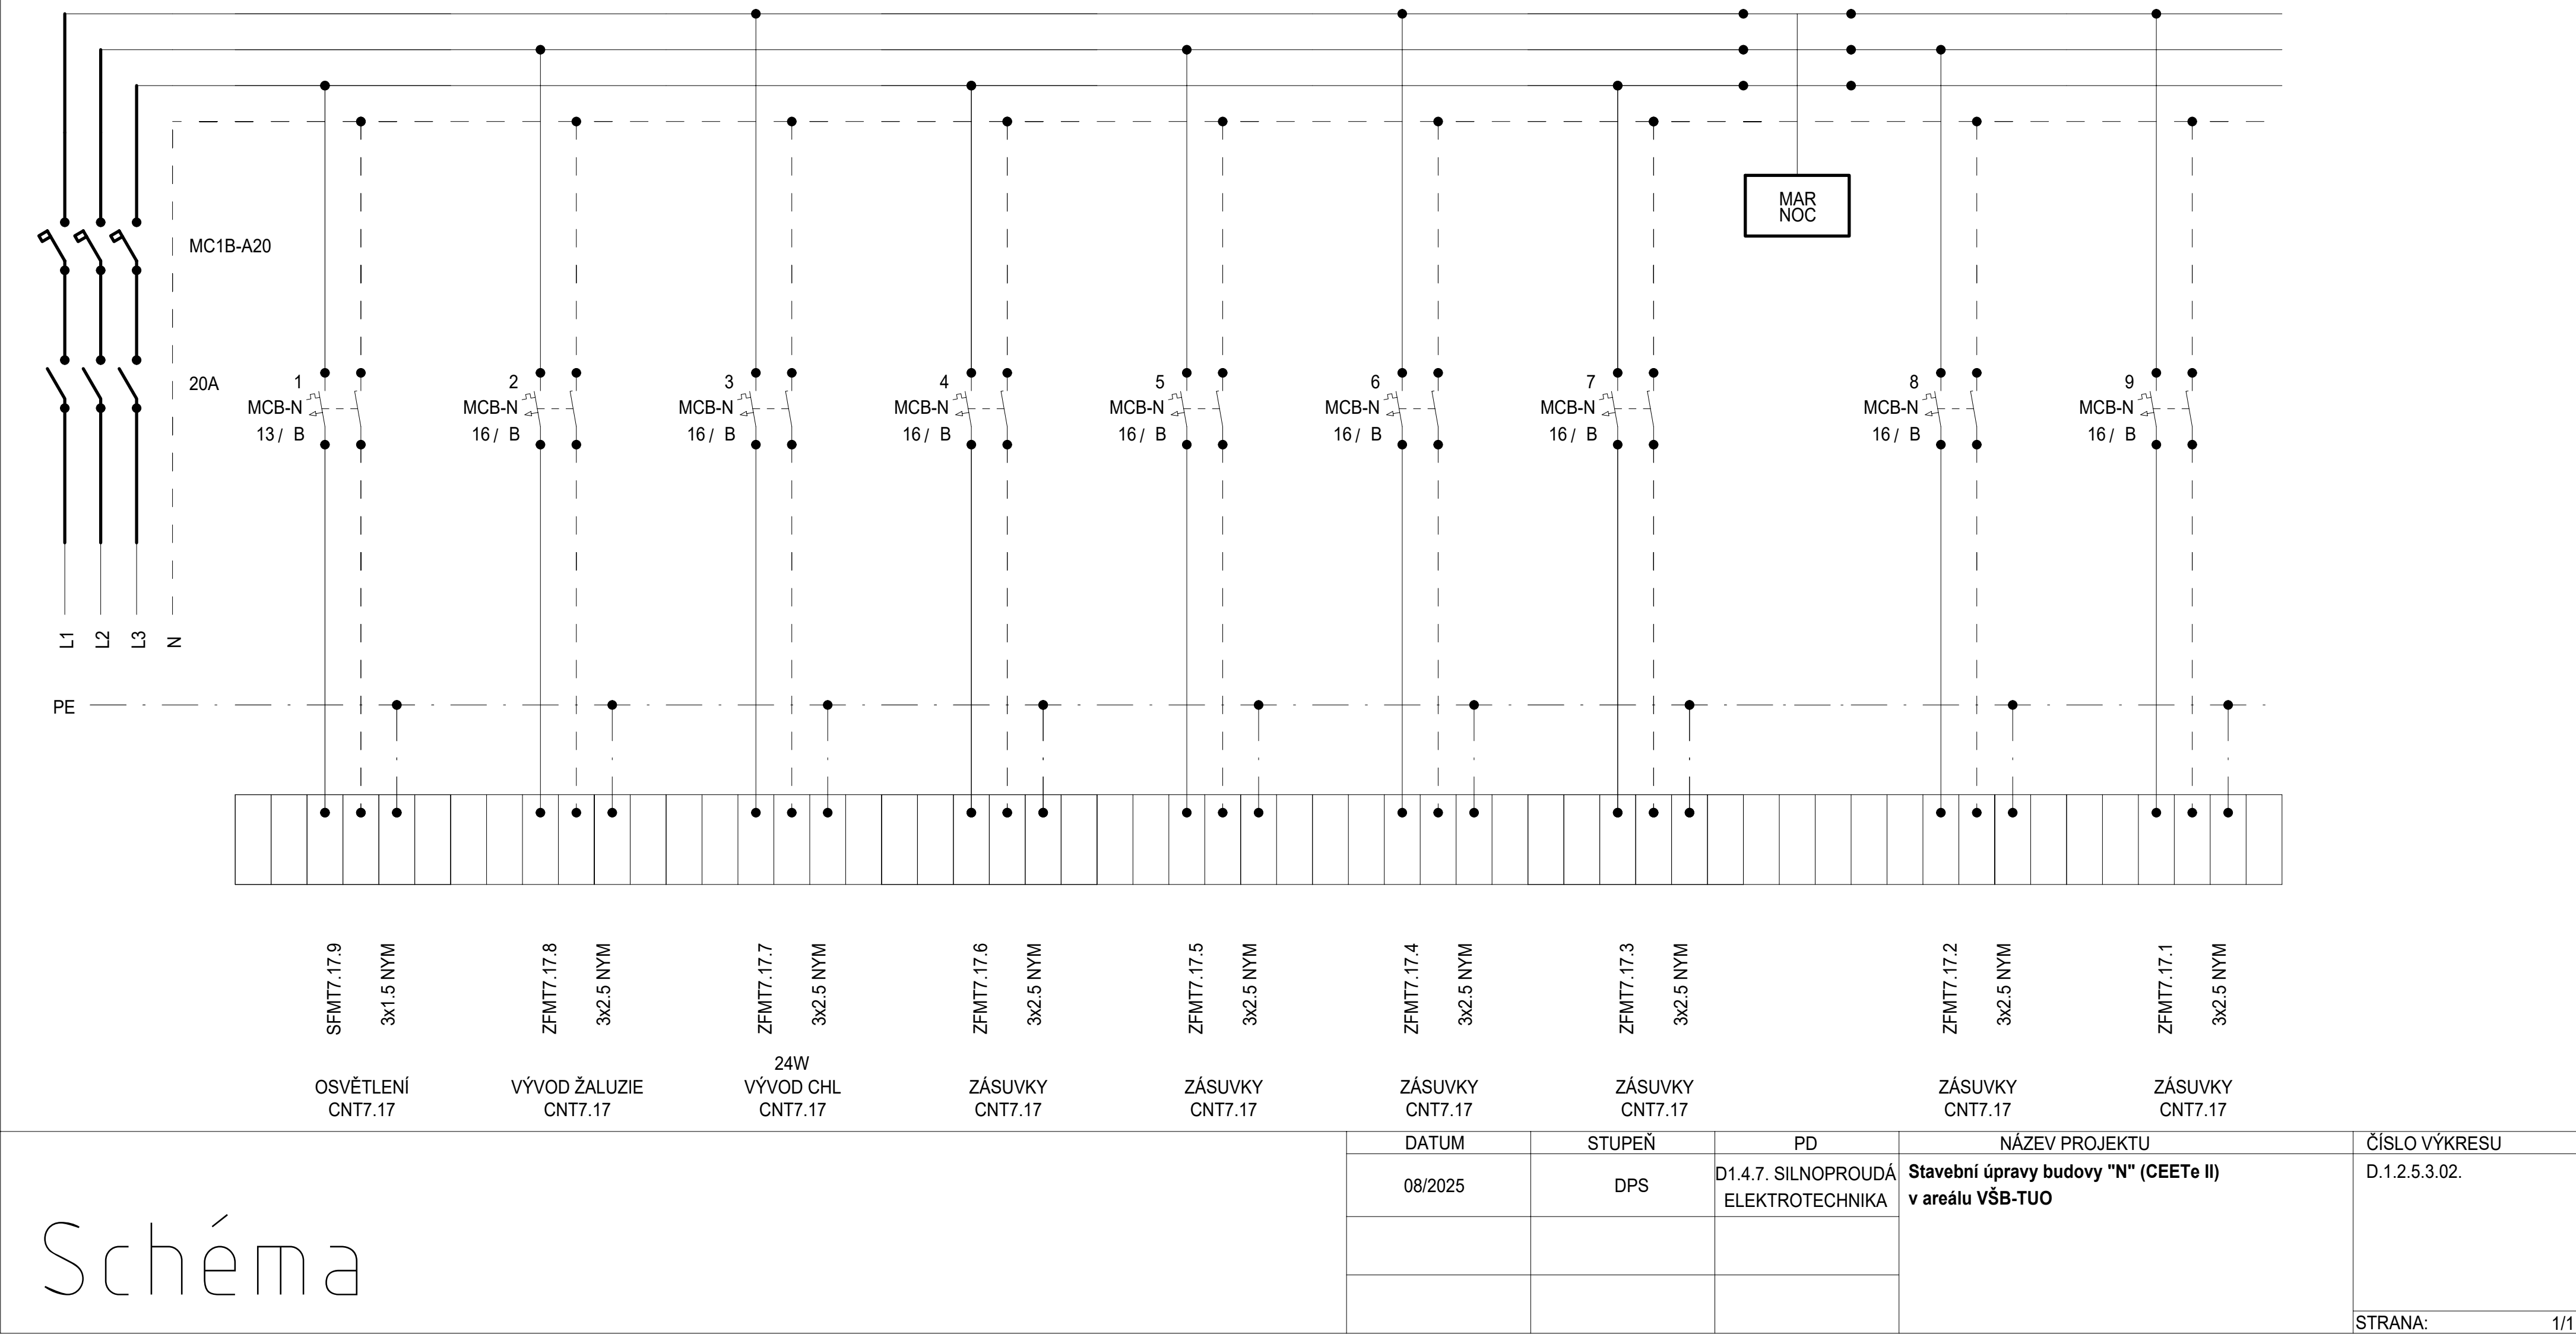 MAR
NOC
MC1B-A20
20A
1
MCB-N
13 / B
2
MCB-N
16 / B
3
MCB-N
16 / B
4
MCB-N
16 / B
5
MCB-N
16 / B
6
MCB-N
16 / B
7
MCB-N
16 / B
8
MCB-N
16 / B
9
MCB-N
16 / B
L1
L2
L3
N
PE
SFMT7.17.9
3x1.5 NYM
OSVĚTLENÍ
CNT7.17
ZFMT7.17.8
3x2.5 NYM
VÝVOD ŽALUZIE
CNT7.17
ZFMT7.17.7
3x2.5 NYM
24W
VÝVOD CHL
CNT7.17
ZFMT7.17.6
3x2.5 NYM
ZÁSUVKY
CNT7.17
ZFMT7.17.5
3x2.5 NYM
ZÁSUVKY
CNT7.17
ZFMT7.17.4
3x2.5 NYM
ZÁSUVKY
CNT7.17
ZFMT7.17.3
3x2.5 NYM
ZÁSUVKY
CNT7.17
ZFMT7.17.2
3x2.5 NYM
ZÁSUVKY
CNT7.17
ZFMT7.17.1
3x2.5 NYM
ZÁSUVKY
CNT7.17
Schéma
DATUM
08/2025
STUPEŇ
DPS
PD
D1.4.7. SILNOPROUDÁ
ELEKTROTECHNIKA
NÁZEV PROJEKTU
Stavební úpravy budovy "N" (CEETe II)
v areálu VŠB-TUO
ČÍSLO VÝKRESU
D.1.2.5.3.02.
STRANA: 1/1